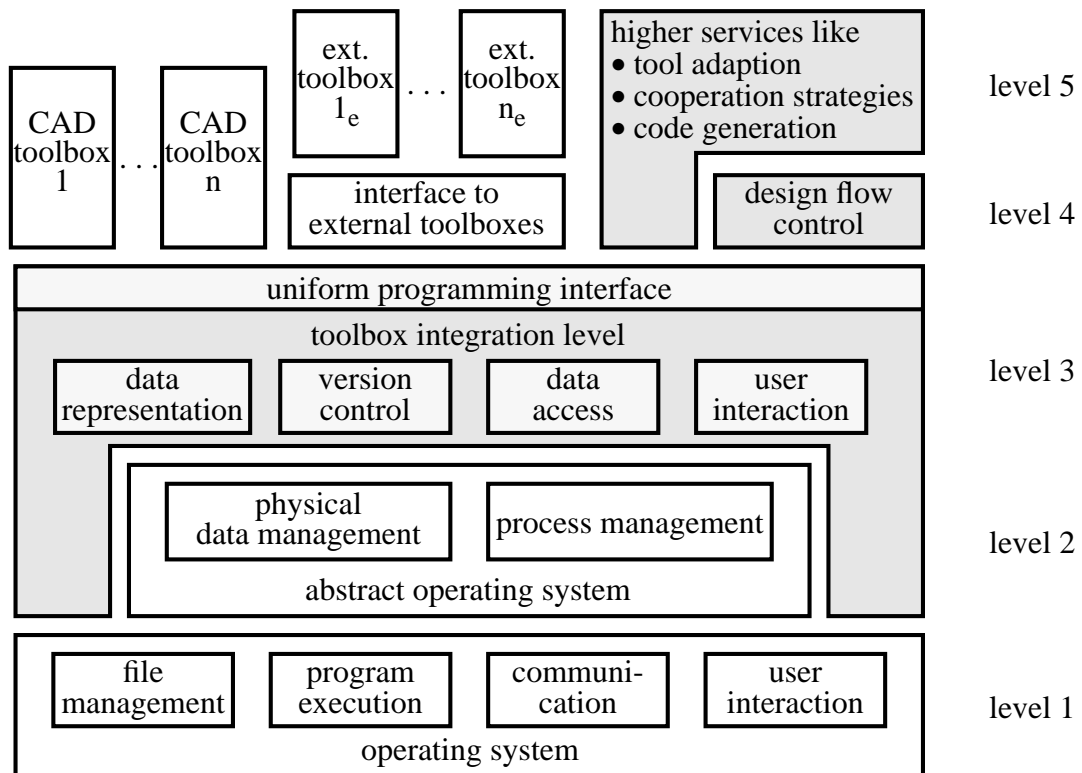 ext.
toolbox
1e
. . .
ext.
toolbox
ne
higher services like
• tool adaption
• cooperation strategies
• code generation
level 5
CAD
toolbox
1
. . .
CAD
toolbox
n
interface to
external toolboxes
design flow
control
level 4
uniform programming interface
toolbox integration level
data
representation
version
control
data
access
user
interaction
level 3
physical
data management
process management
abstract operating system
level 2
file
management
program
execution
communi-
cation
user
interaction
operating system
level 1